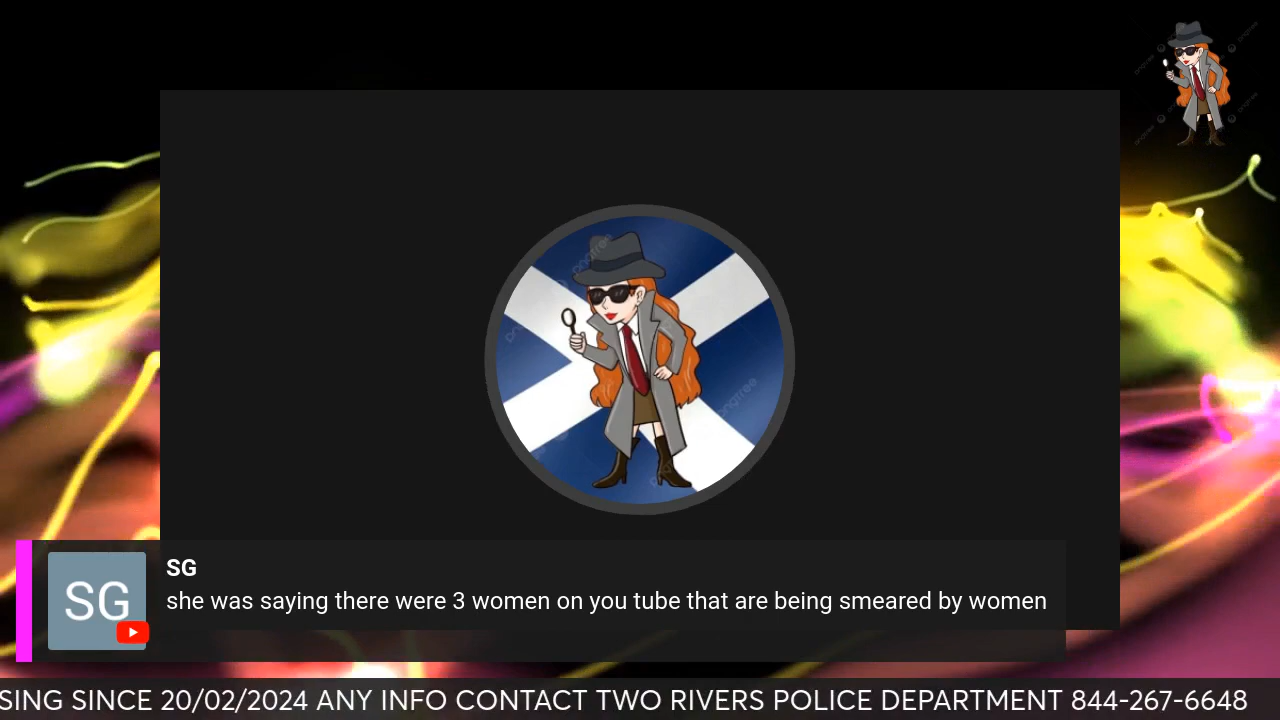 SG
SG
she was saying there were 3 women on you tube that are being smeared by women
SING SINCE 20/02/2024 ANY INFO CONTACT TWO RIVERS POLICE DEPARTMENT 844-267-6648